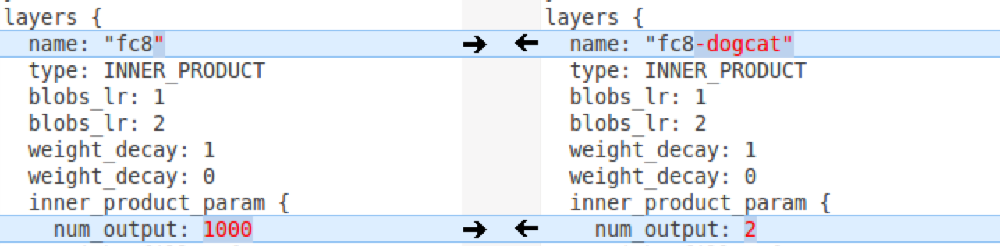 layers {
name: "fc8"
type: INNER_PRODUCT
blobs_lr: 1
blobs_lr: 2
weight_decay: 1
weight_decay: 0
inner_product_param {
num_output: 1000
layers {
name: "fc8-dogcat"
type: INNER_PRODUCT
blobs_lr: 1
blobs_lr: 2
weight_decay: 1
weight_decay: 0
inner_product_param {
num_output: 2